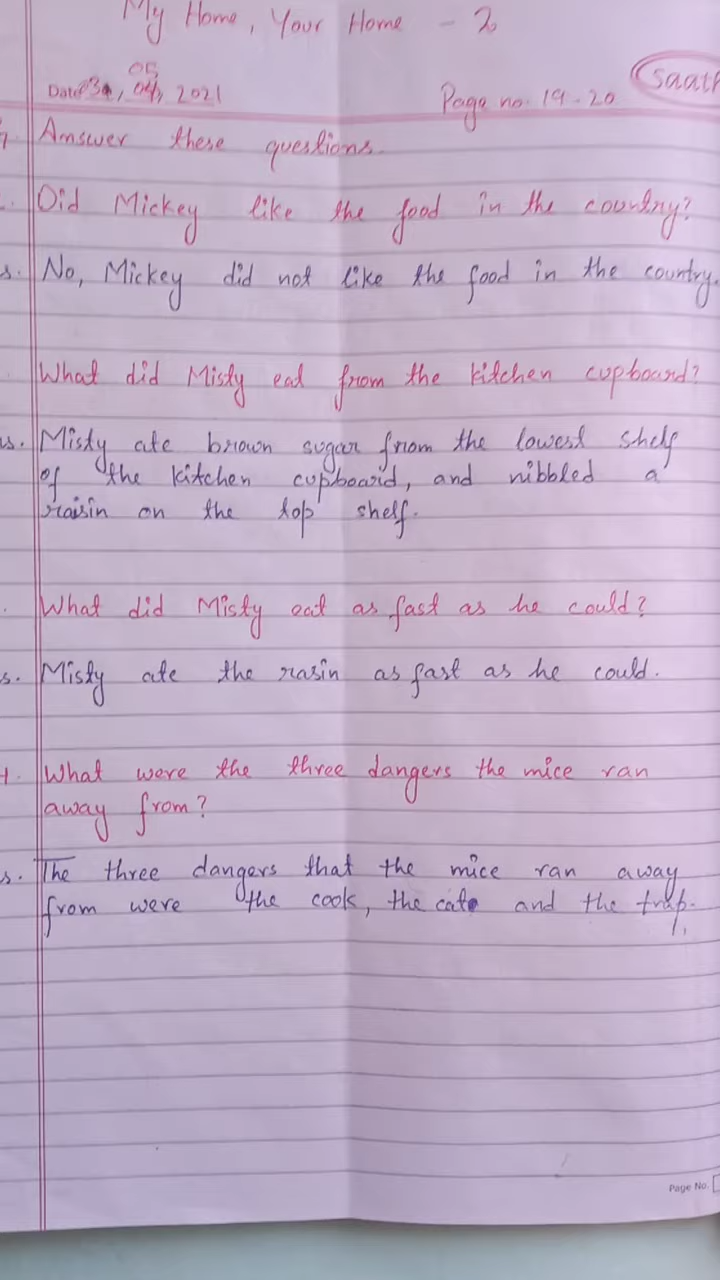 My Home, Your Home - 2
05
Date 3, 04, 2021
Page no. 19-20
saath
Answer these questions.
Did Mickey like the food in the country?
s. No, Mickey did not like the food in the country.
What did Misty eat from the kitchen cupboard?
s. Misty ate brown sugar from the lowest shelf
of the kitchen cupboard, and nibbled a
raisin on the top shelf.
What did Misty eat as fast as he could?
s. Misty ate the rasin as fast as he could.
What were the three dangers the mice ran
away from?
s. The three dangers that the mice ran away
from were the cook, the cat and the trap.
Page No.